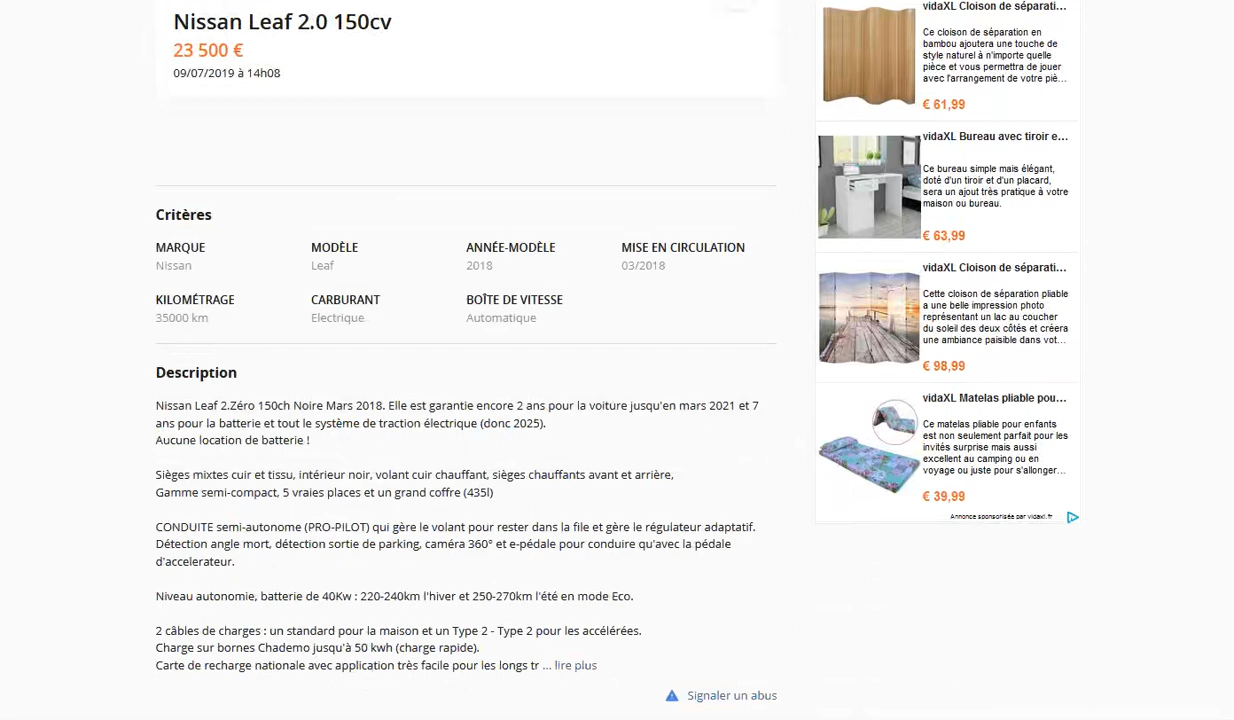 Nissan Leaf 2.0 150cv
23 500 €
09/07/2019 à 14h08
Critères
MARQUE
Nissan
MODÈLE
Leaf
ANNÉE-MODÈLE
2018
MISE EN CIRCULATION
03/2018
KILOMÉTRAGE
35000 km
CARBURANT
Electrique
BOÎTE DE VITESSE
Automatique
Description
Nissan Leaf 2.Zéro 150ch Noire Mars 2018. Elle est garantie encore 2 ans pour la voiture jusqu'en mars 2021 et 7
ans pour la batterie et tout le système de traction électrique (donc 2025).
Aucune location de batterie !
Sièges mixtes cuir et tissu, intérieur noir, volant cuir chauffant, sièges chauffants avant et arrière,
Gamme semi-compact, 5 vraies places et un grand coffre (435l)
CONDUITE semi-autonome (PRO-PILOT) qui gère le volant pour rester dans la file et gère le régulateur adaptatif.
Détection angle mort, détection sortie de parking, caméra 360° et e-pédale pour conduire qu'avec la pédale
d'accelerateur.
Niveau autonomie, batterie de 40Kw : 220-240km l'hiver et 250-270km l'été en mode Eco.
2 câbles de charges : un standard pour la maison et un Type 2 - Type 2 pour les accélérées.
Charge sur bornes Chademo jusqu'à 50 kwh (charge rapide).
Carte de recharge nationale avec application très facile pour les longs tr ... lire plus
Signaler un abus
vidaXL Cloison de séparati...
Ce cloison de séparation en
bambou ajoutera une touche de
style naturel à n'importe quelle
pièce et vous permettra de jouer
avec l'arrangement de votre piè...
€ 61,99
vidaXL Bureau avec tiroir e...
Ce bureau simple mais élégant,
doté d'un tiroir et d'un placard,
sera un ajout très pratique à votre
maison ou bureau.
€ 63,99
vidaXL Cloison de séparati...
Cette cloison de séparation pliable
a une belle impression photo
représentant un lac au coucher
du soleil des deux côtés et créera
une ambiance paisible dans vot...
€ 98,99
vidaXL Matelas pliable pou...
Ce matelas pliable pour enfants
est non seulement parfait pour les
invités surprise mais aussi
excellent au camping ou en
voyage ou juste pour s'allonger...
€ 39,99
Annonce sponsorisée par vidaxl.fr